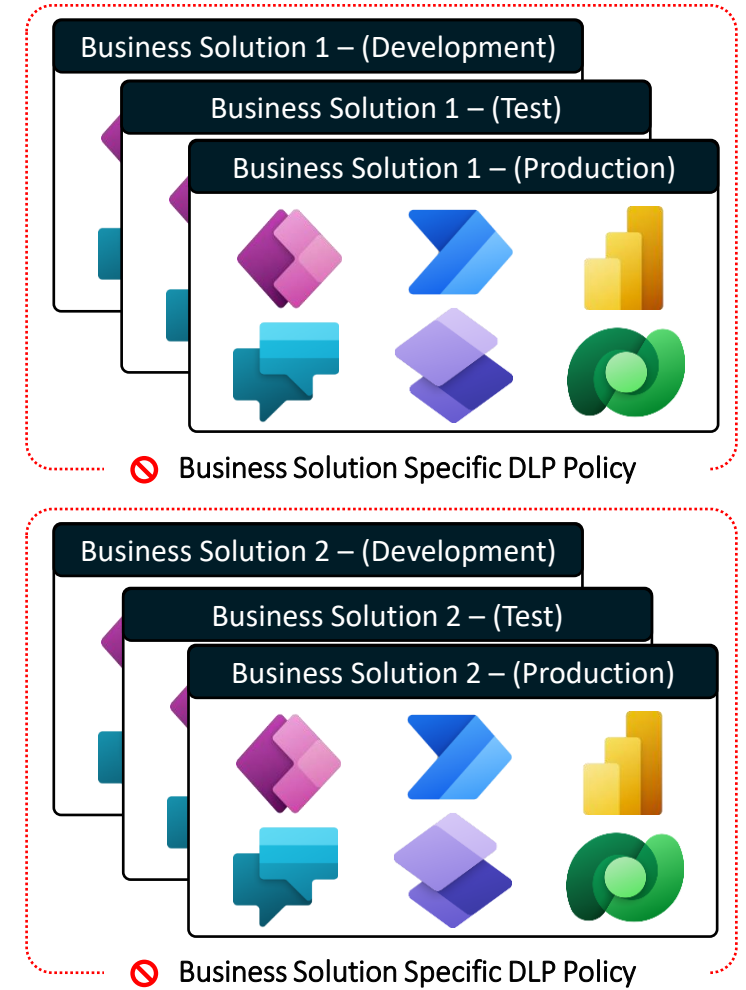 Business Solution 1 – (Development)
Business Solution 1 – (Test)
Business Solution 1 – (Production)
Business Solution Specific DLP Policy
Business Solution 2 – (Development)
Business Solution 2 – (Test)
Business Solution 2 – (Production)
Business Solution Specific DLP Policy